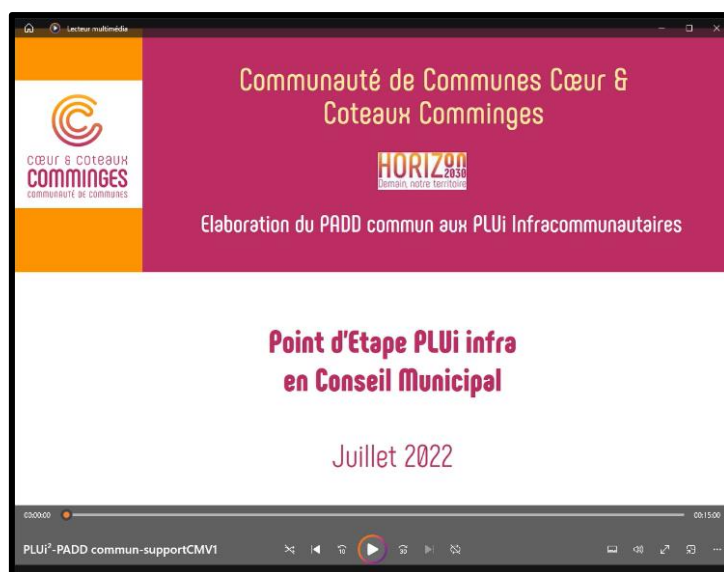 Lecteur multimédia
Communauté de Communes Cœur &
Coteaux Comminges
cœur & coteaux
COMMINGES
COMMUNAUTÉ DE COMMUNES
HORIZON
2030
Demain, notre territoire
Elaboration du PADD commun aux PLUi Infracommunautaires
Point d'Etape PLUi infra
en Conseil Municipal
Juillet 2022
00:00:00
00:15:00
PLUi²-PADD commun-supportCMV1
10
30